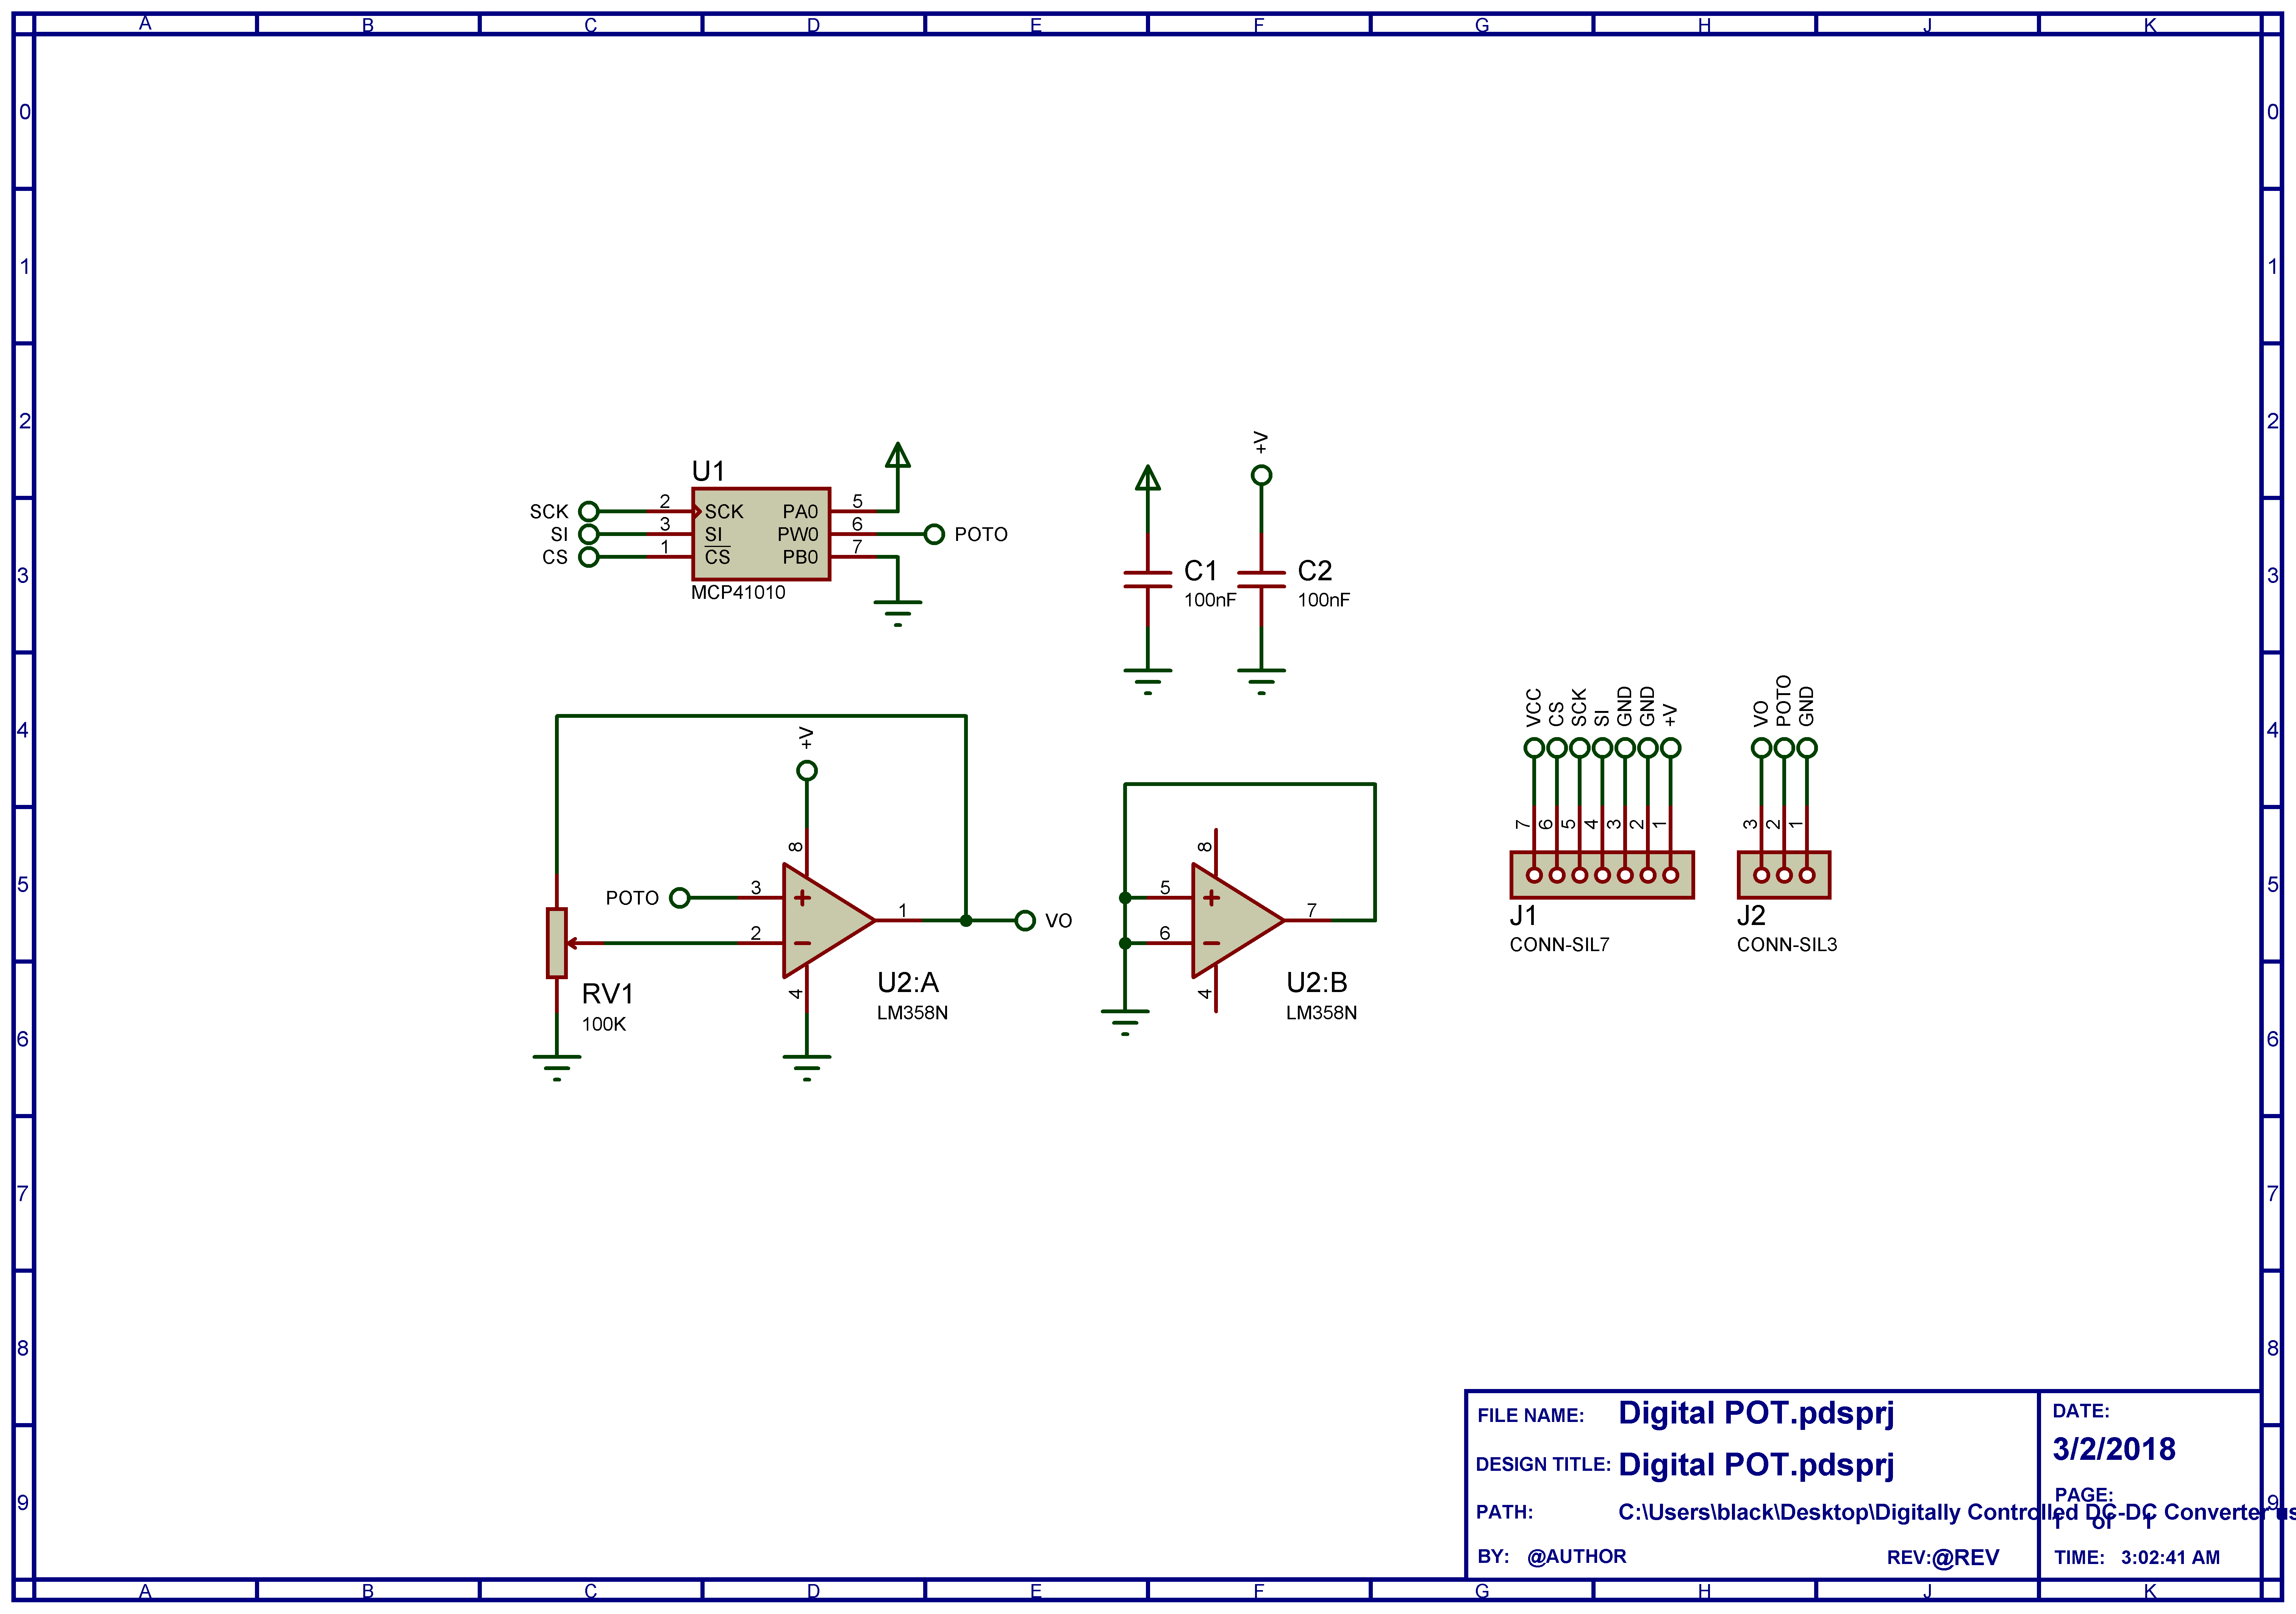 A B C D E F G H J K
0 0
1 1
2 2
3 3
4 4
5 5
6 6
7 7
8 8
9 9
U1
SCK 2 SCK PA0 5
SI 3 SI PW0 6 POTO
CS 1 CS PB0 7
MCP41010
+V
C1
100nF
C2
100nF
+V
8
POTO 3
2
1 VO
4
RV1
100K
U2:A
LM358N
8
5
6
7
4
U2:B
LM358N
VCC CS SCK SI GND GND +V
7 6 5 4 3 2 1
J1
CONN-SIL7
VO POTO GND
3 2 1
J2
CONN-SIL3
FILE NAME: Digital POT.pdsprj
DESIGN TITLE: Digital POT.pdsprj
PATH: C:\Users\black\Desktop\Digitally Controlled DC-DC Converter us
BY: @AUTHOR REV:@REV
DATE:
3/2/2018
PAGE:
1 of 1
TIME: 3:02:41 AM
A B C D E F G H J K